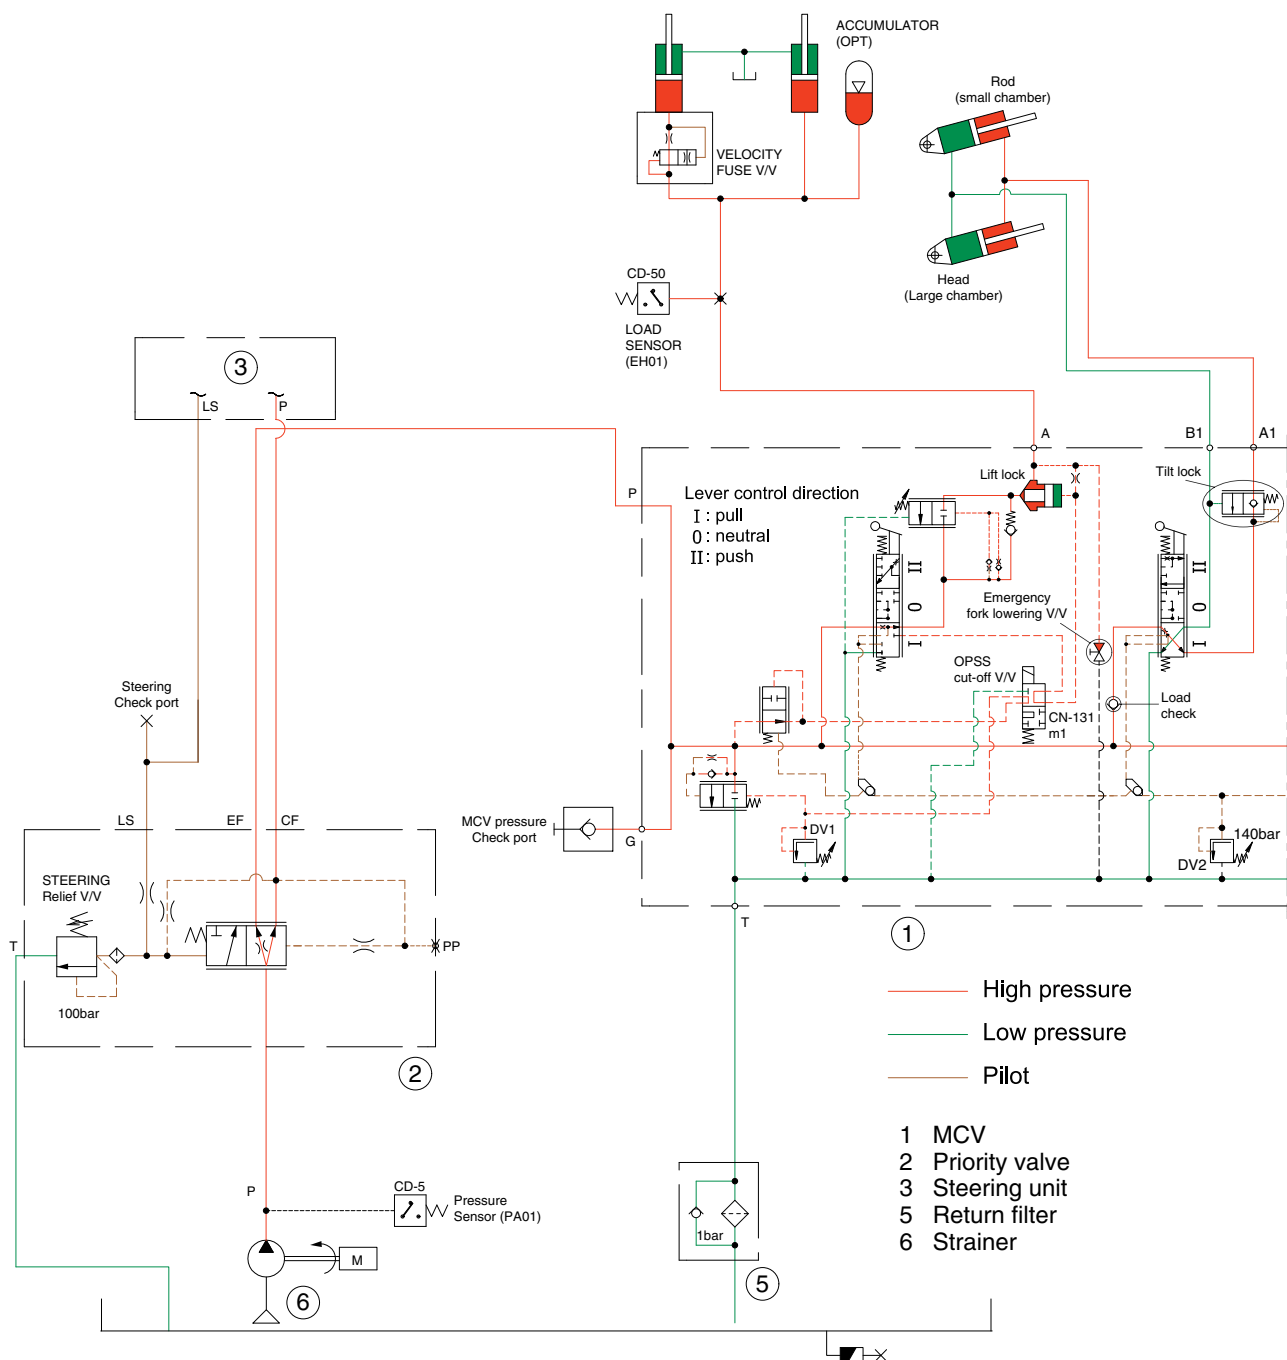 ACCUMULATOR
(OPT)
Rod
(small chamber)
VELOCITY
FUSE V/V
Head
(Large chamber)
CD-50
LOAD
SENSOR
(EH01)
3
LS
P
A
B1
A1
Tilt lock
Lift lock
P
Lever control direction
I : pull
0 : neutral
II : push
II
0
I
II
0
I
Emergency
fork lowering V/V
OPSS
cut-off V/V
CN-131
m1
Load
check
Steering
Check port
MCV pressure
Check port
G
DV1
140bar
DV2
LS
EF
CF
STEERING
Relief V/V
T
PP
100bar
2
T
1
High pressure
Low pressure
Pilot
1 MCV
2 Priority valve
3 Steering unit
5 Return filter
6 Strainer
P
CD-5
Pressure
Sensor (PA01)
M
6
1bar
5